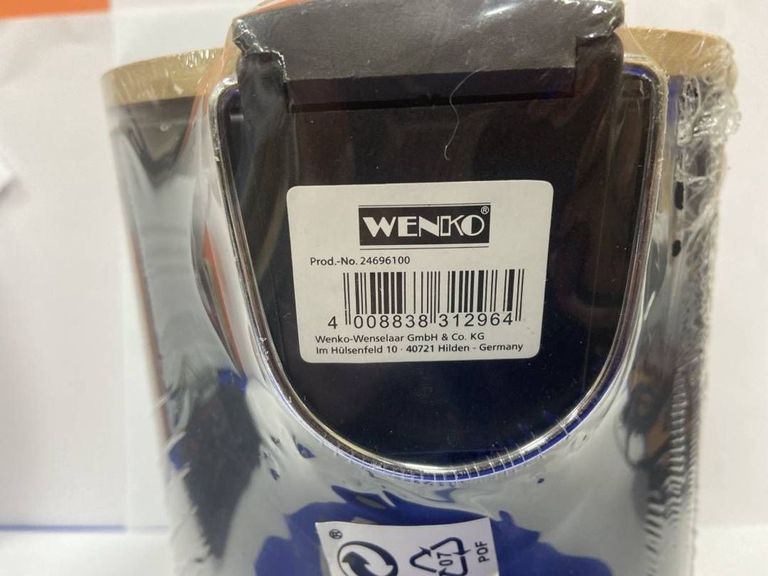 WENKO®
Prod.-No. 24696100
4 008838 312964
Wenko-Wenselaar GmbH & Co. KG
Im Hülsenfeld 10 · 40721 Hilden - Germany
®
07
POF